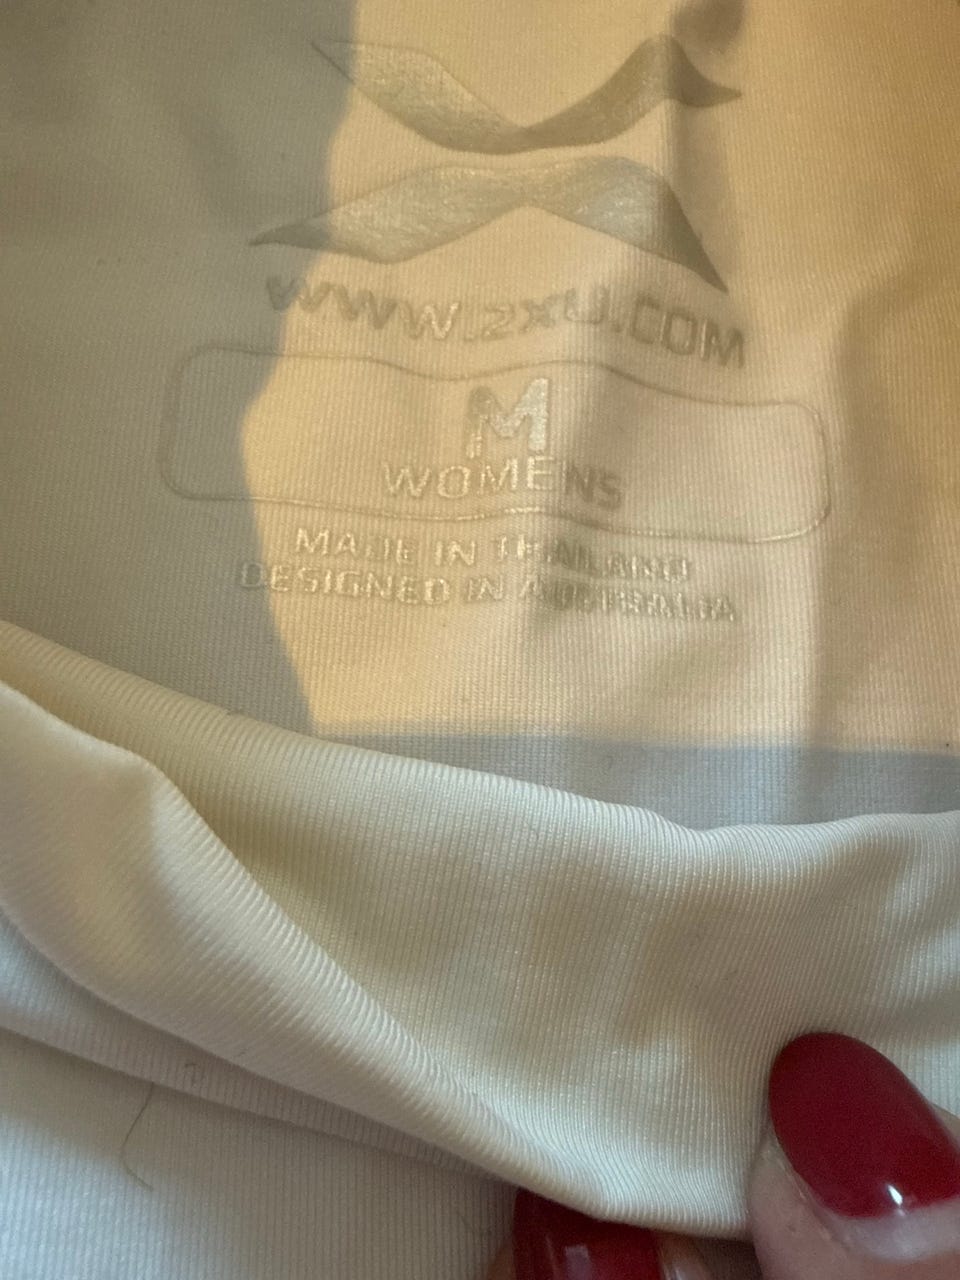 WWW.2XU.COM
M
WOMENS
MADE IN THAILAND
DESIGNED IN AUSTRALIA